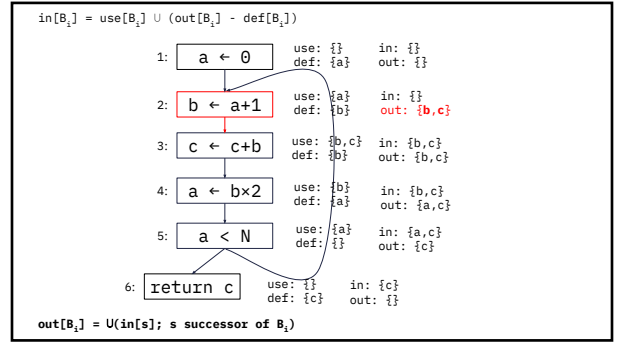 in[Bᵢ] = use[Bᵢ] ∪ (out[Bᵢ] - def[Bᵢ])
1: a ← 0 use: {} in: {}
def: {a} out: {}
2: b ← a+1 use: {a} in: {}
def: {b} out: {b,c}
3: c ← c+b use: {b,c} in: {b,c}
def: {b} out: {b,c}
4: a ← b×2 use: {b} in: {b,c}
def: {a} out: {a,c}
5: a < N use: {a} in: {a,c}
def: {} out: {c}
6: return c use: {} in: {c}
def: {c} out: {}
out[Bᵢ] = ∪(in[s]; s successor of Bᵢ)